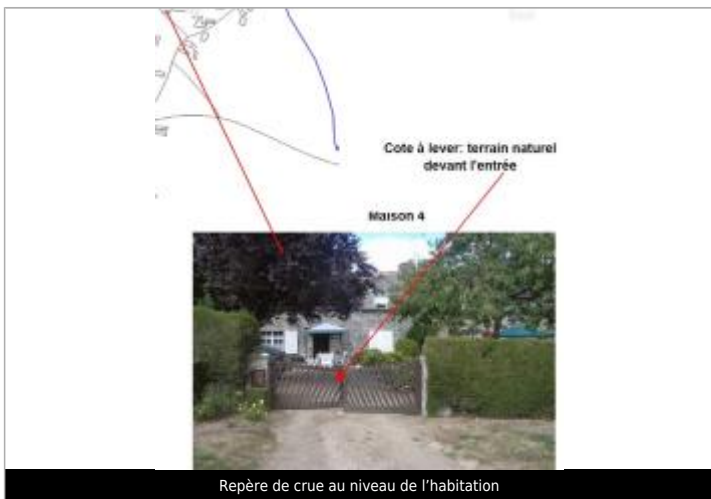 Cote à lever: terrain naturel
devant l'entrée
Maison 4
Repère de crue au niveau de l'habitation